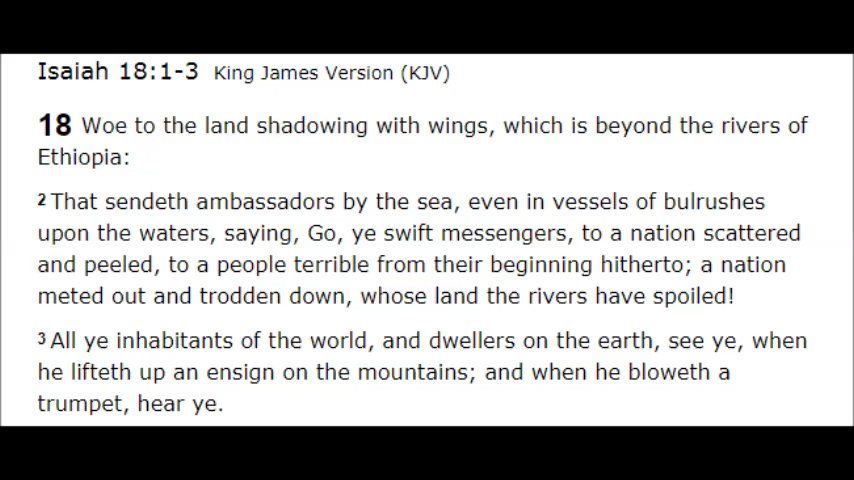 Isaiah 18:1-3 King James Version (KJV)
18 Woe to the land shadowing with wings, which is beyond the rivers of
Ethiopia:
2 That sendeth ambassadors by the sea, even in vessels of bulrushes
upon the waters, saying, Go, ye swift messengers, to a nation scattered
and peeled, to a people terrible from their beginning hitherto; a nation
meted out and trodden down, whose land the rivers have spoiled!
3 All ye inhabitants of the world, and dwellers on the earth, see ye, when
he lifteth up an ensign on the mountains; and when he bloweth a
trumpet, hear ye.